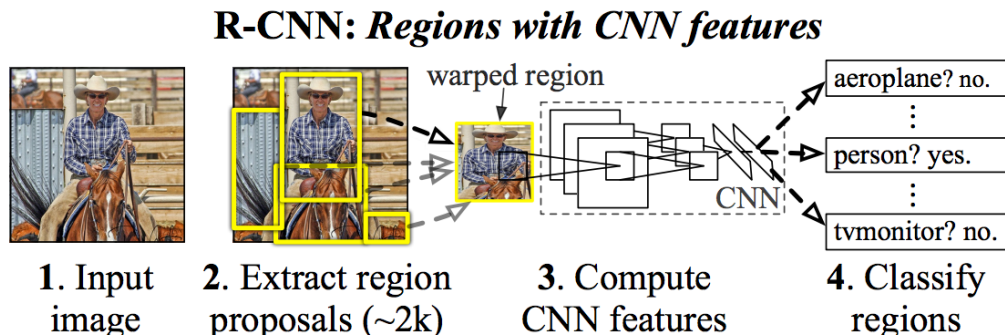 R-CNN: Regions with CNN features
warped region
aeroplane? no.
person? yes.
CNN
tvmonitor? no.
1. Input
image
2. Extract region
proposals (~2k)
3. Compute
CNN features
4. Classify
regions